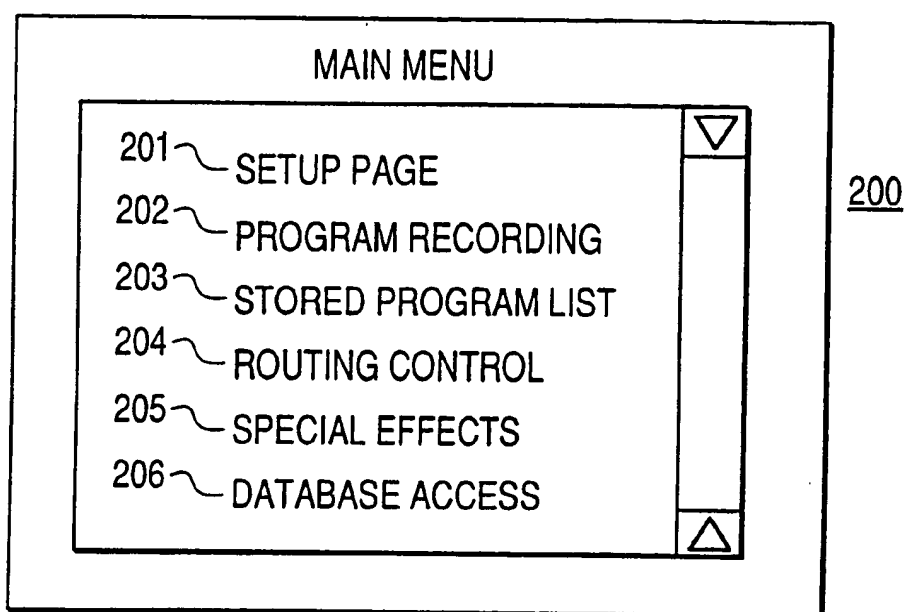 MAIN MENU
201 SETUP PAGE
202 PROGRAM RECORDING
203 STORED PROGRAM LIST
204 ROUTING CONTROL
205 SPECIAL EFFECTS
206 DATABASE ACCESS
200